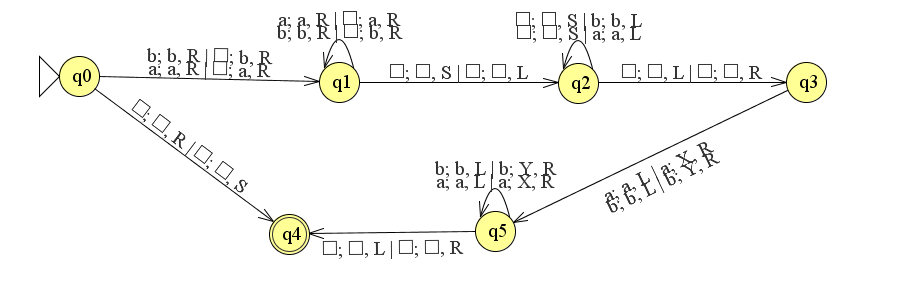 a; a, R | □; a, R
b; b, R | □; b, R
□; □, S | b; b, L
□; □, S | a; a, L
b; b, R | □; b, R
a; a, R | □; a, R
□; □, S | □; □, L
□; □, L | □; □, R
q0
q1
q2
q3
□; □, R | □; □, S
b; b, L | b; Y, R
a; a, L | a; X, R
a; a, L | a; X, R
b; b, L | b; Y, R
q4
q5
□; □, L | □; □, R